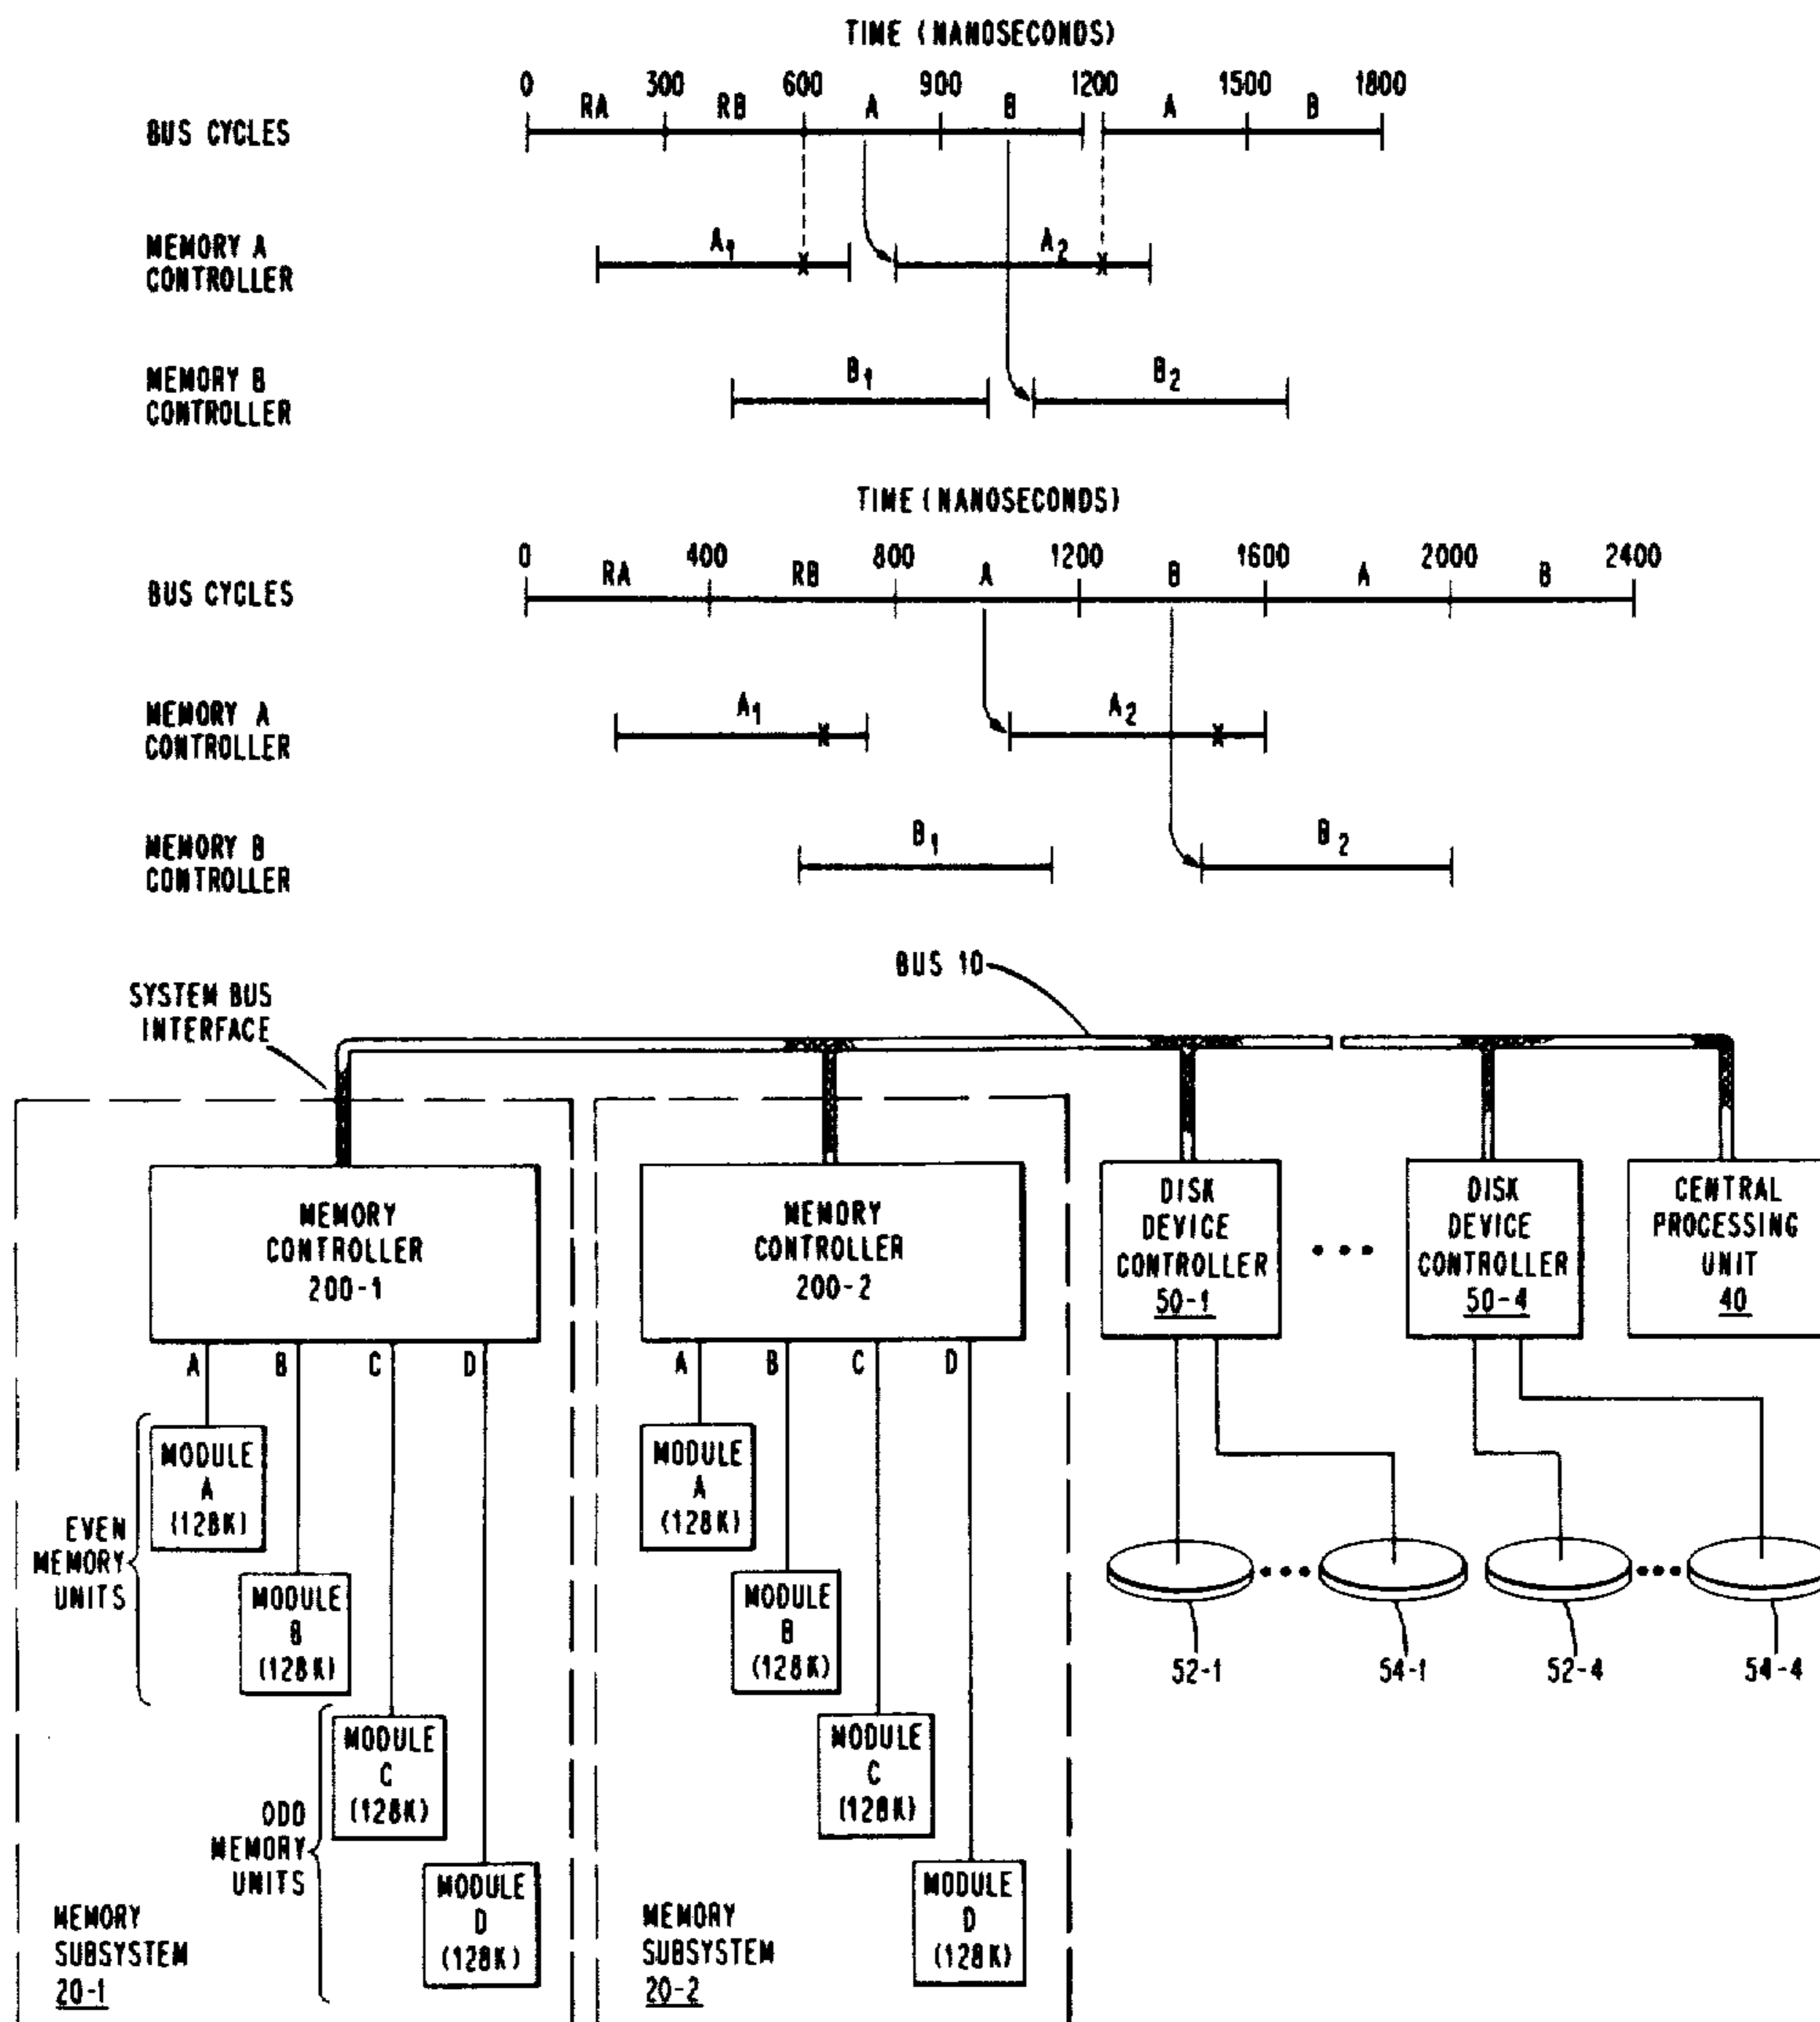 TIME (NANOSECONDS)
0 300 600 900 1200 1500 1800
RA RB A B A B
BUS CYCLES
MEMORY A
CONTROLLER
A1 A2
MEMORY B
CONTROLLER
B1 B2
TIME (NANOSECONDS)
0 400 800 1200 1600 2000 2400
RA RB A B A B
BUS CYCLES
MEMORY A
CONTROLLER
A1 A2
MEMORY B
CONTROLLER
B1 B2
BUS 10
SYSTEM BUS
INTERFACE
MEMORY
CONTROLLER
200-1
MEMORY
CONTROLLER
200-2
DISK
DEVICE
CONTROLLER
50-1
DISK
DEVICE
CONTROLLER
50-4
CENTRAL
PROCESSING
UNIT
40
A B C D
A B C D
MODULE
A
(128K)
MODULE
B
(128K)
MODULE
C
(128K)
MODULE
D
(128K)
EVEN
MEMORY
UNITS
ODD
MEMORY
UNITS
MEMORY
SUBSYSTEM
20-1
MODULE
A
(128K)
MODULE
B
(128K)
MODULE
C
(128K)
MODULE
D
(128K)
MEMORY
SUBSYSTEM
20-2
52-1 54-1 52-4 54-4